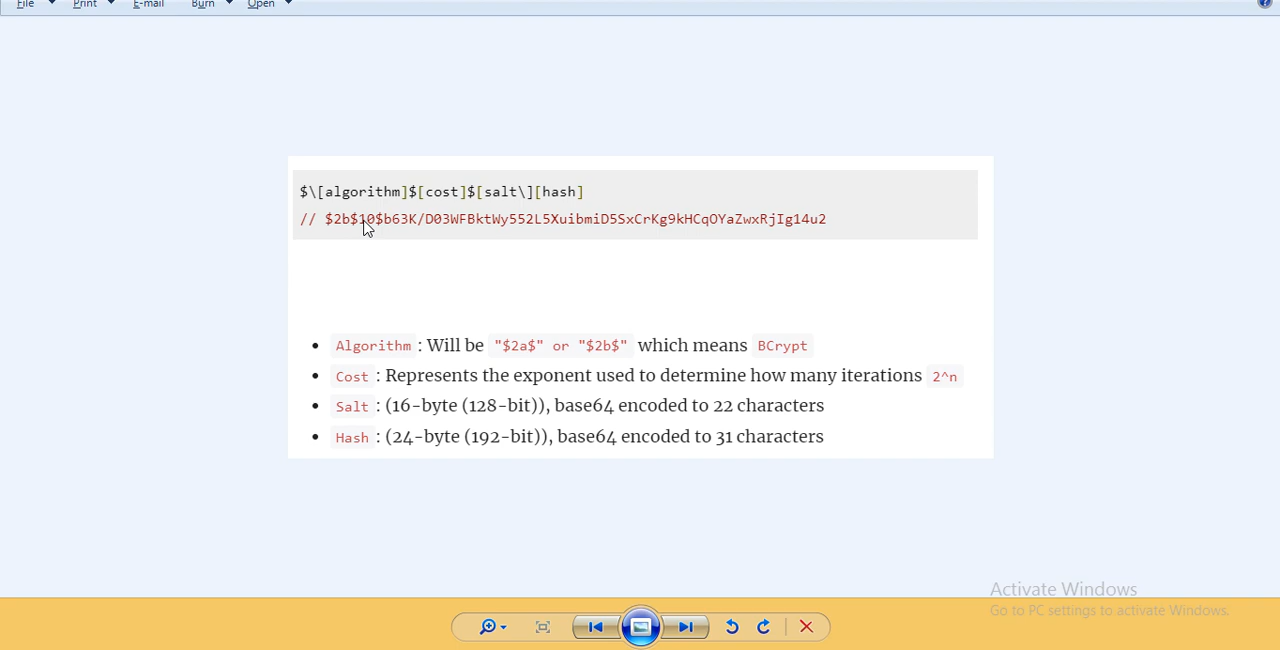 File Print E-mail Burn Open
$\[algorithm]$[cost]$[salt\][hash]
// $2b$10$b63K/D03WFBktWy552L5XuibmiD5SxCrKg9kHCqOYaZwxRjIg14u2
• Algorithm : Will be "$2a$" or "$2b$" which means BCrypt
• Cost : Represents the exponent used to determine how many iterations 2^n
• Salt : (16-byte (128-bit)), base64 encoded to 22 characters
• Hash : (24-byte (192-bit)), base64 encoded to 31 characters
Activate Windows
Go to PC settings to activate Windows.